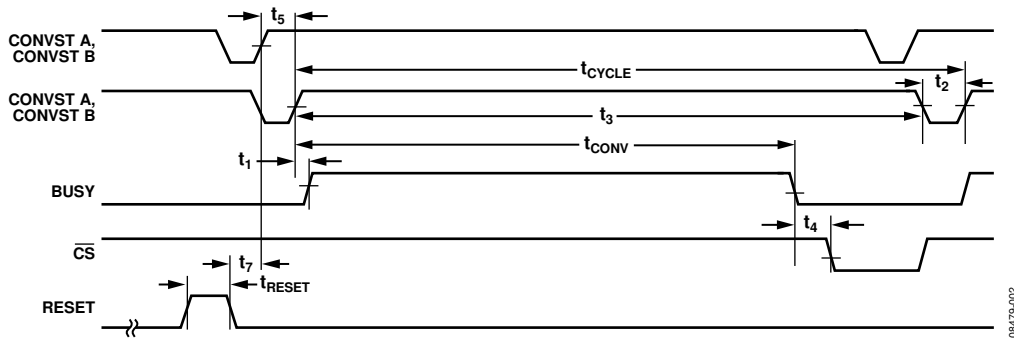 t5
CONVST A,
CONVST B
tCYCLE
t2
CONVST A,
CONVST B
t3
tCONV
t1
BUSY
t4
CS
t7
tRESET
RESET
08479-002